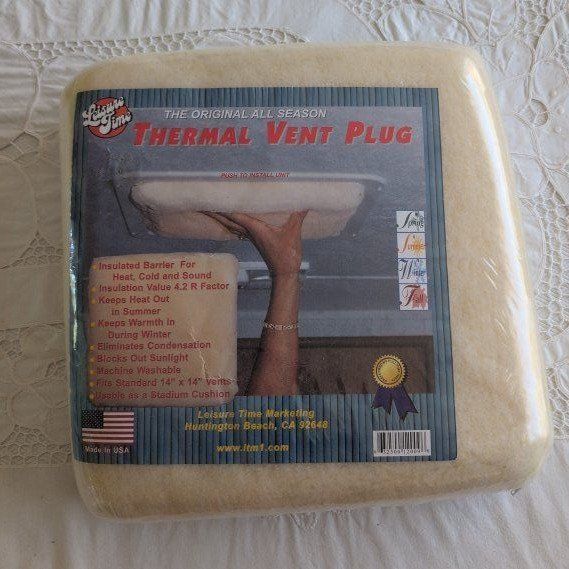 Leisure
Time
THE ORIGINAL ALL SEASON
THERMAL VENT PLUG
PUSH TO INSTALL UNIT
Summer
Winter
Fall
Insulated Barrier For
Heat, Cold and Sound
Insulation Value 4.2 R Factor
Keeps Heat Out
in Summer
Keeps Warmth In
During Winter
Eliminates Condensation
Blocks Out Sunlight
Machine Washable
Fits Standard 14" x 14" Vents
Usable as a Stadium Cushion
Leisure Time Marketing
Huntington Beach, CA 92648
www.ltm1.com
Made In USA